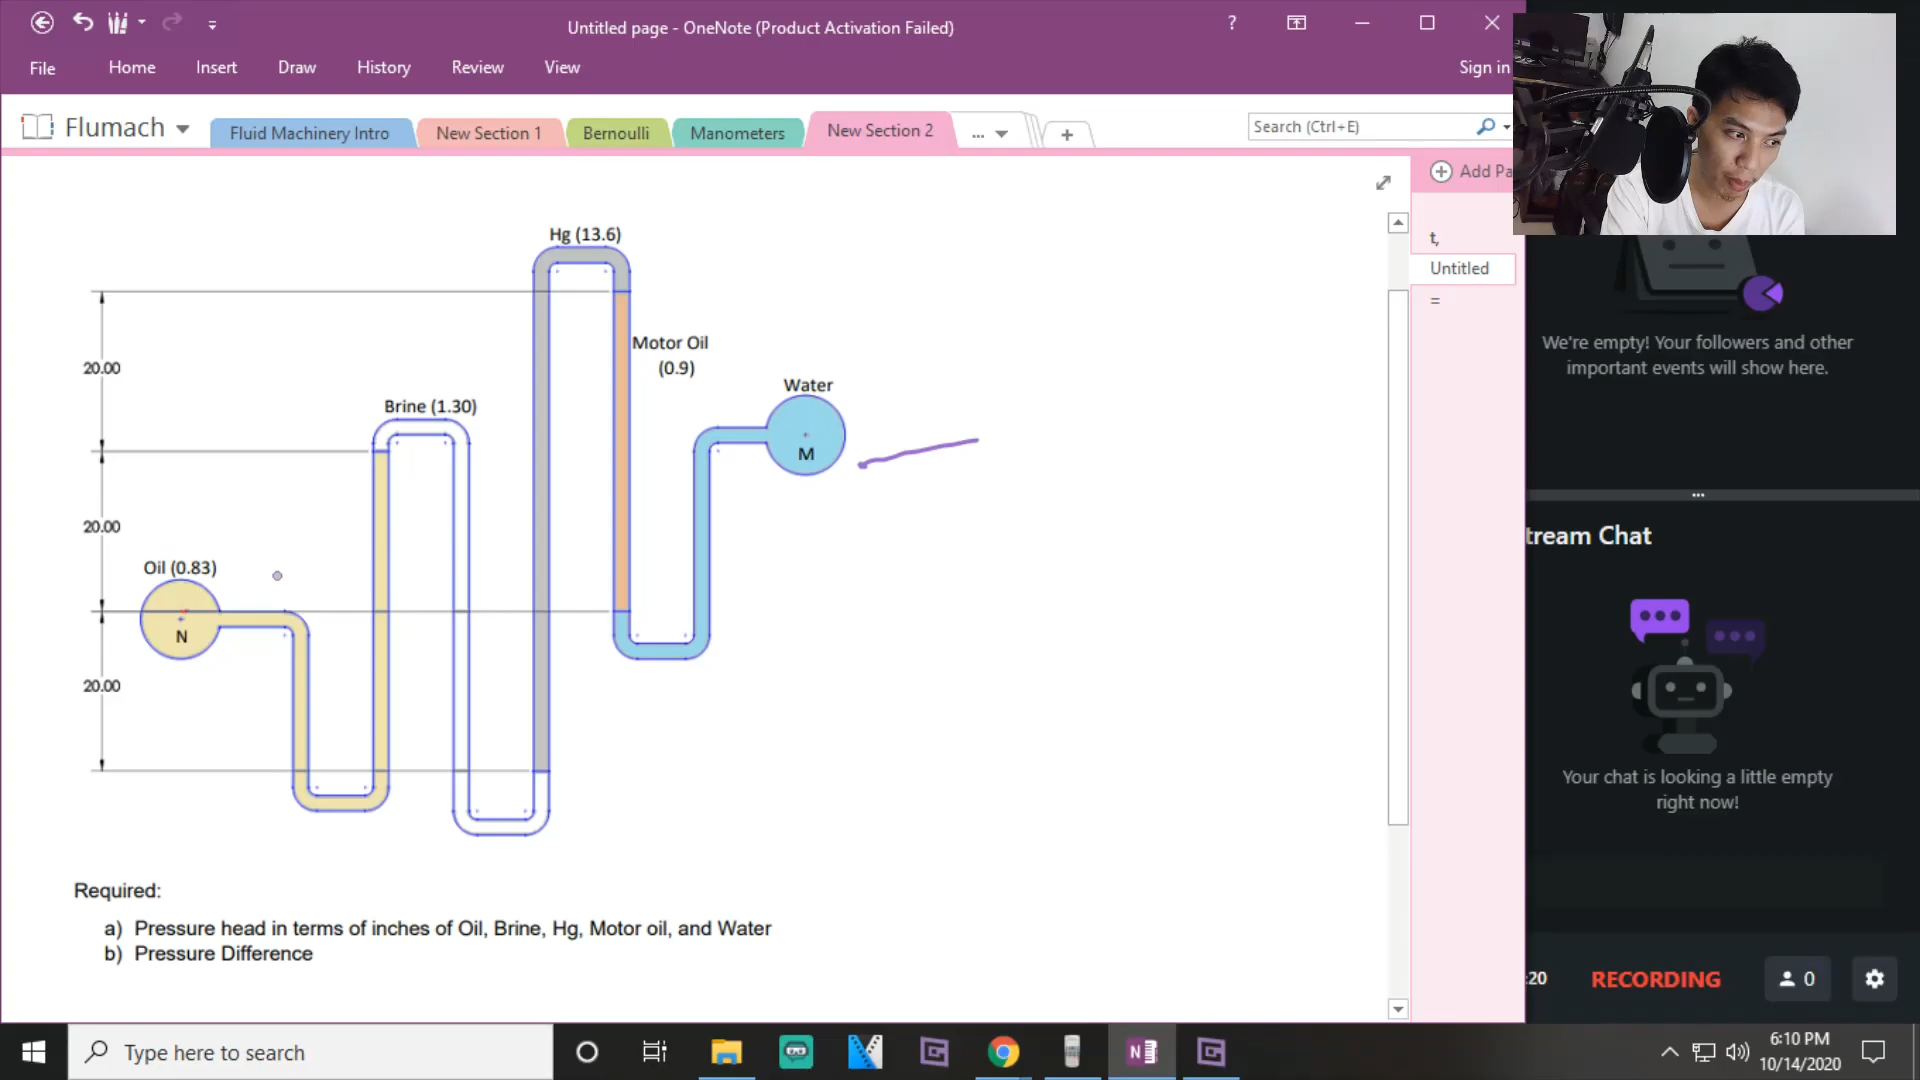 Untitled page - OneNote (Product Activation Failed)
?
File Home Insert Draw History Review View
Sign in
Flumach
Fluid Machinery Intro
New Section 1
Bernoulli
Manometers
New Section 2
...
+
Search (Ctrl+E)
Add Pa
t,
Untitled
=
Hg (13.6)
20.00
Motor Oil
(0.9)
Water
M
Brine (1.30)
20.00
Oil (0.83)
N
20.00
Required:
a) Pressure head in terms of inches of Oil, Brine, Hg, Motor oil, and Water
b) Pressure Difference
We're empty! Your followers and other
important events will show here.
tream Chat
Your chat is looking a little empty
right now!
:20
RECORDING
0
Type here to search
6:10 PM
10/14/2020